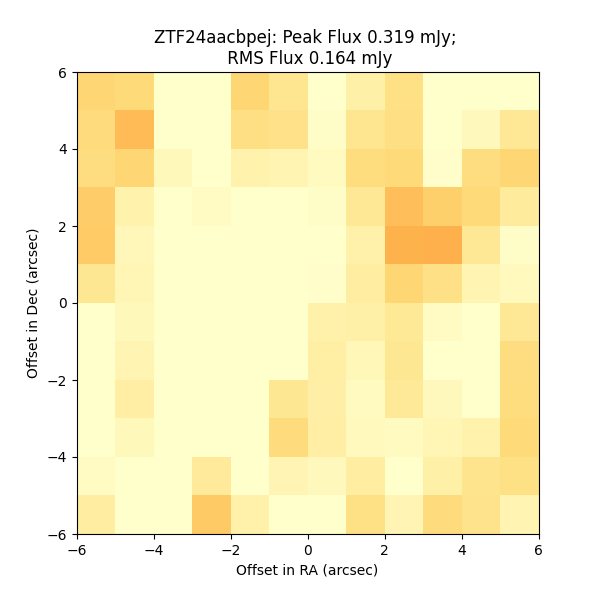 ZTF24aacbpej: Peak Flux 0.319 mJy;
RMS Flux 0.164 mJy
6
4
2
0
−2
−4
−6
Offset in Dec (arcsec)
−6 −4 −2 0 2 4 6
Offset in RA (arcsec)